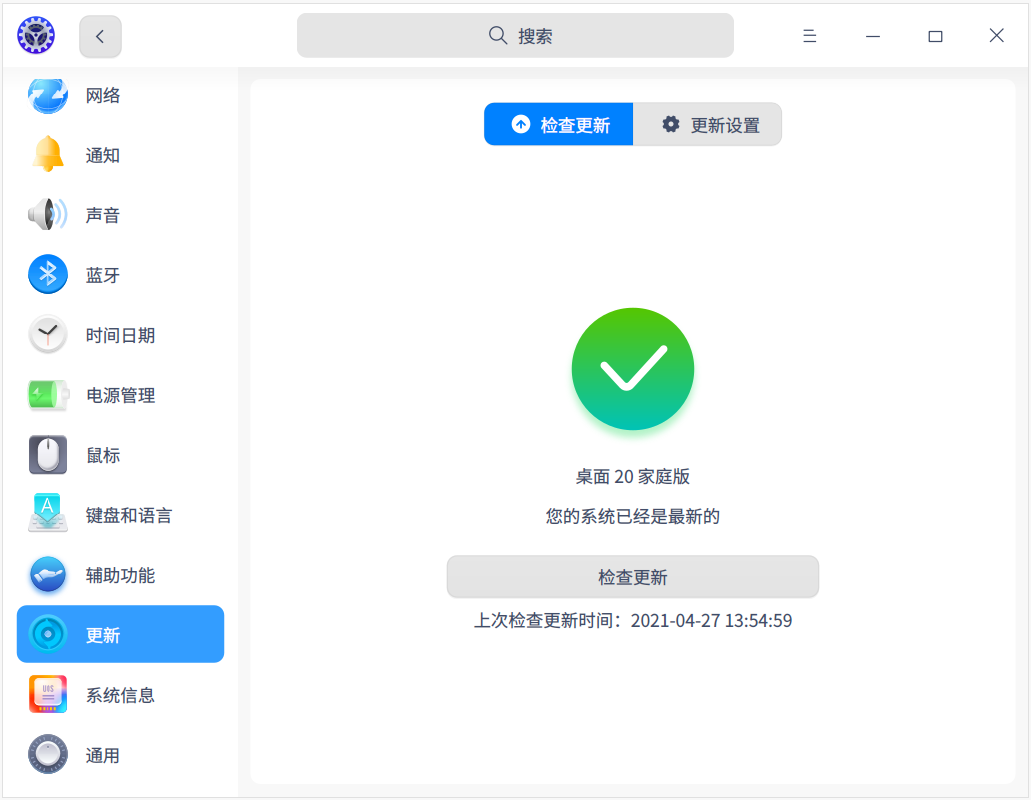 搜索
网络
通知
声音
蓝牙
时间日期
电源管理
鼠标
键盘和语言
辅助功能
更新
系统信息
通用
检查更新
更新设置
桌面 20 家庭版
您的系统已经是最新的
检查更新
上次检查更新时间：2021-04-27 13:54:59
A
UOS